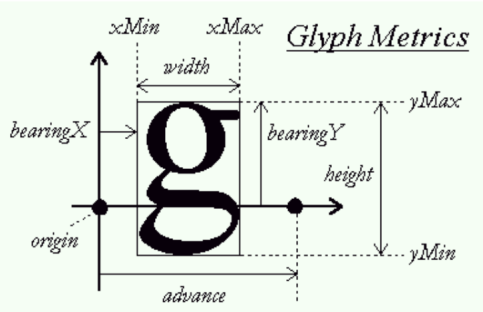 xMin xMax
Glyph Metrics
width
yMax
bearingX
bearingY
g
height
origin
yMin
advance